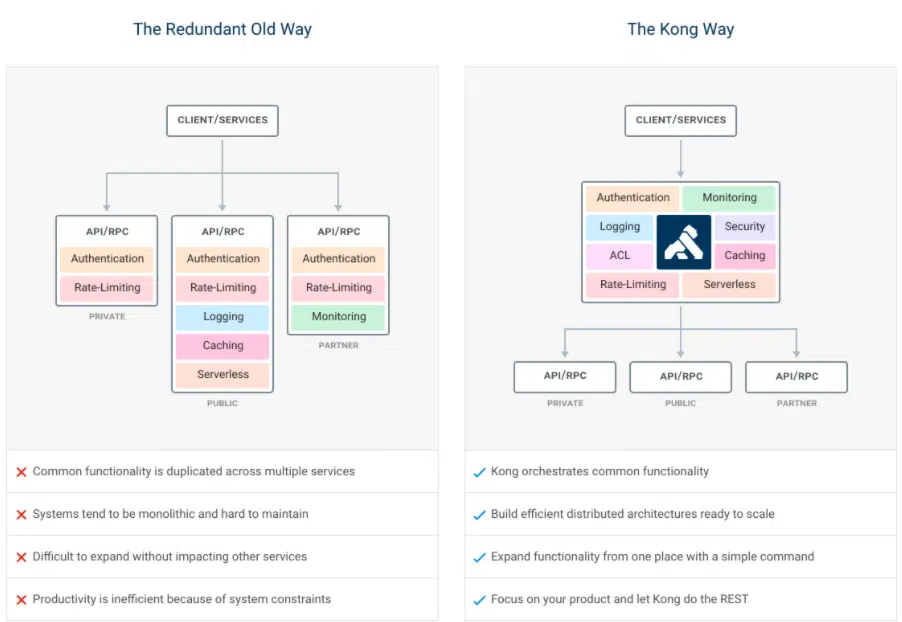 The Redundant Old Way
CLIENT/SERVICES
API/RPC
Authentication
Rate-Limiting
PRIVATE
API/RPC
Authentication
Rate-Limiting
Logging
Caching
Serverless
PUBLIC
API/RPC
Authentication
Rate-Limiting
Monitoring
PARTNER
Common functionality is duplicated across multiple services
Systems tend to be monolithic and hard to maintain
Difficult to expand without impacting other services
Productivity is inefficient because of system constraints
The Kong Way
CLIENT/SERVICES
Authentication
Monitoring
Logging
Security
ACL
Caching
Rate-Limiting
Serverless
API/RPC
PRIVATE
API/RPC
PUBLIC
API/RPC
PARTNER
Kong orchestrates common functionality
Build efficient distributed architectures ready to scale
Expand functionality from one place with a simple command
Focus on your product and let Kong do the REST